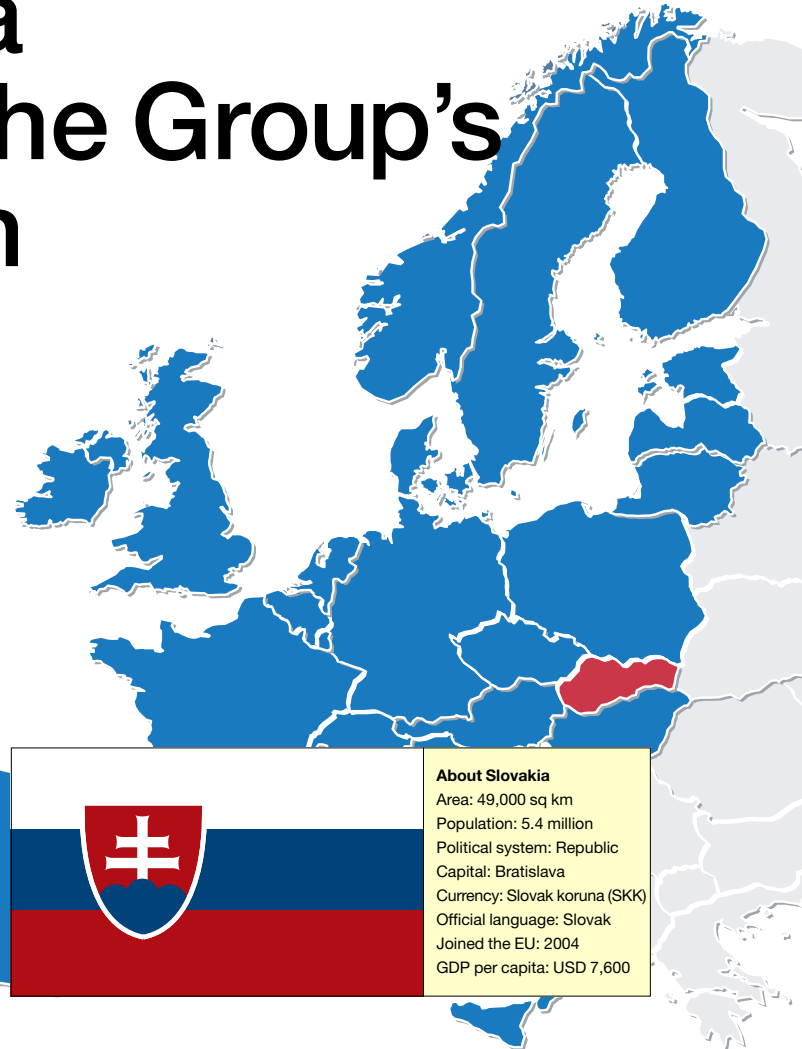 a
he Group’s
n
About Slovakia
Area: 49,000 sq km
Population: 5.4 million
Political system: Republic
Capital: Bratislava
Currency: Slovak koruna (SKK)
Official language: Slovak
Joined the EU: 2004
GDP per capita: USD 7,600